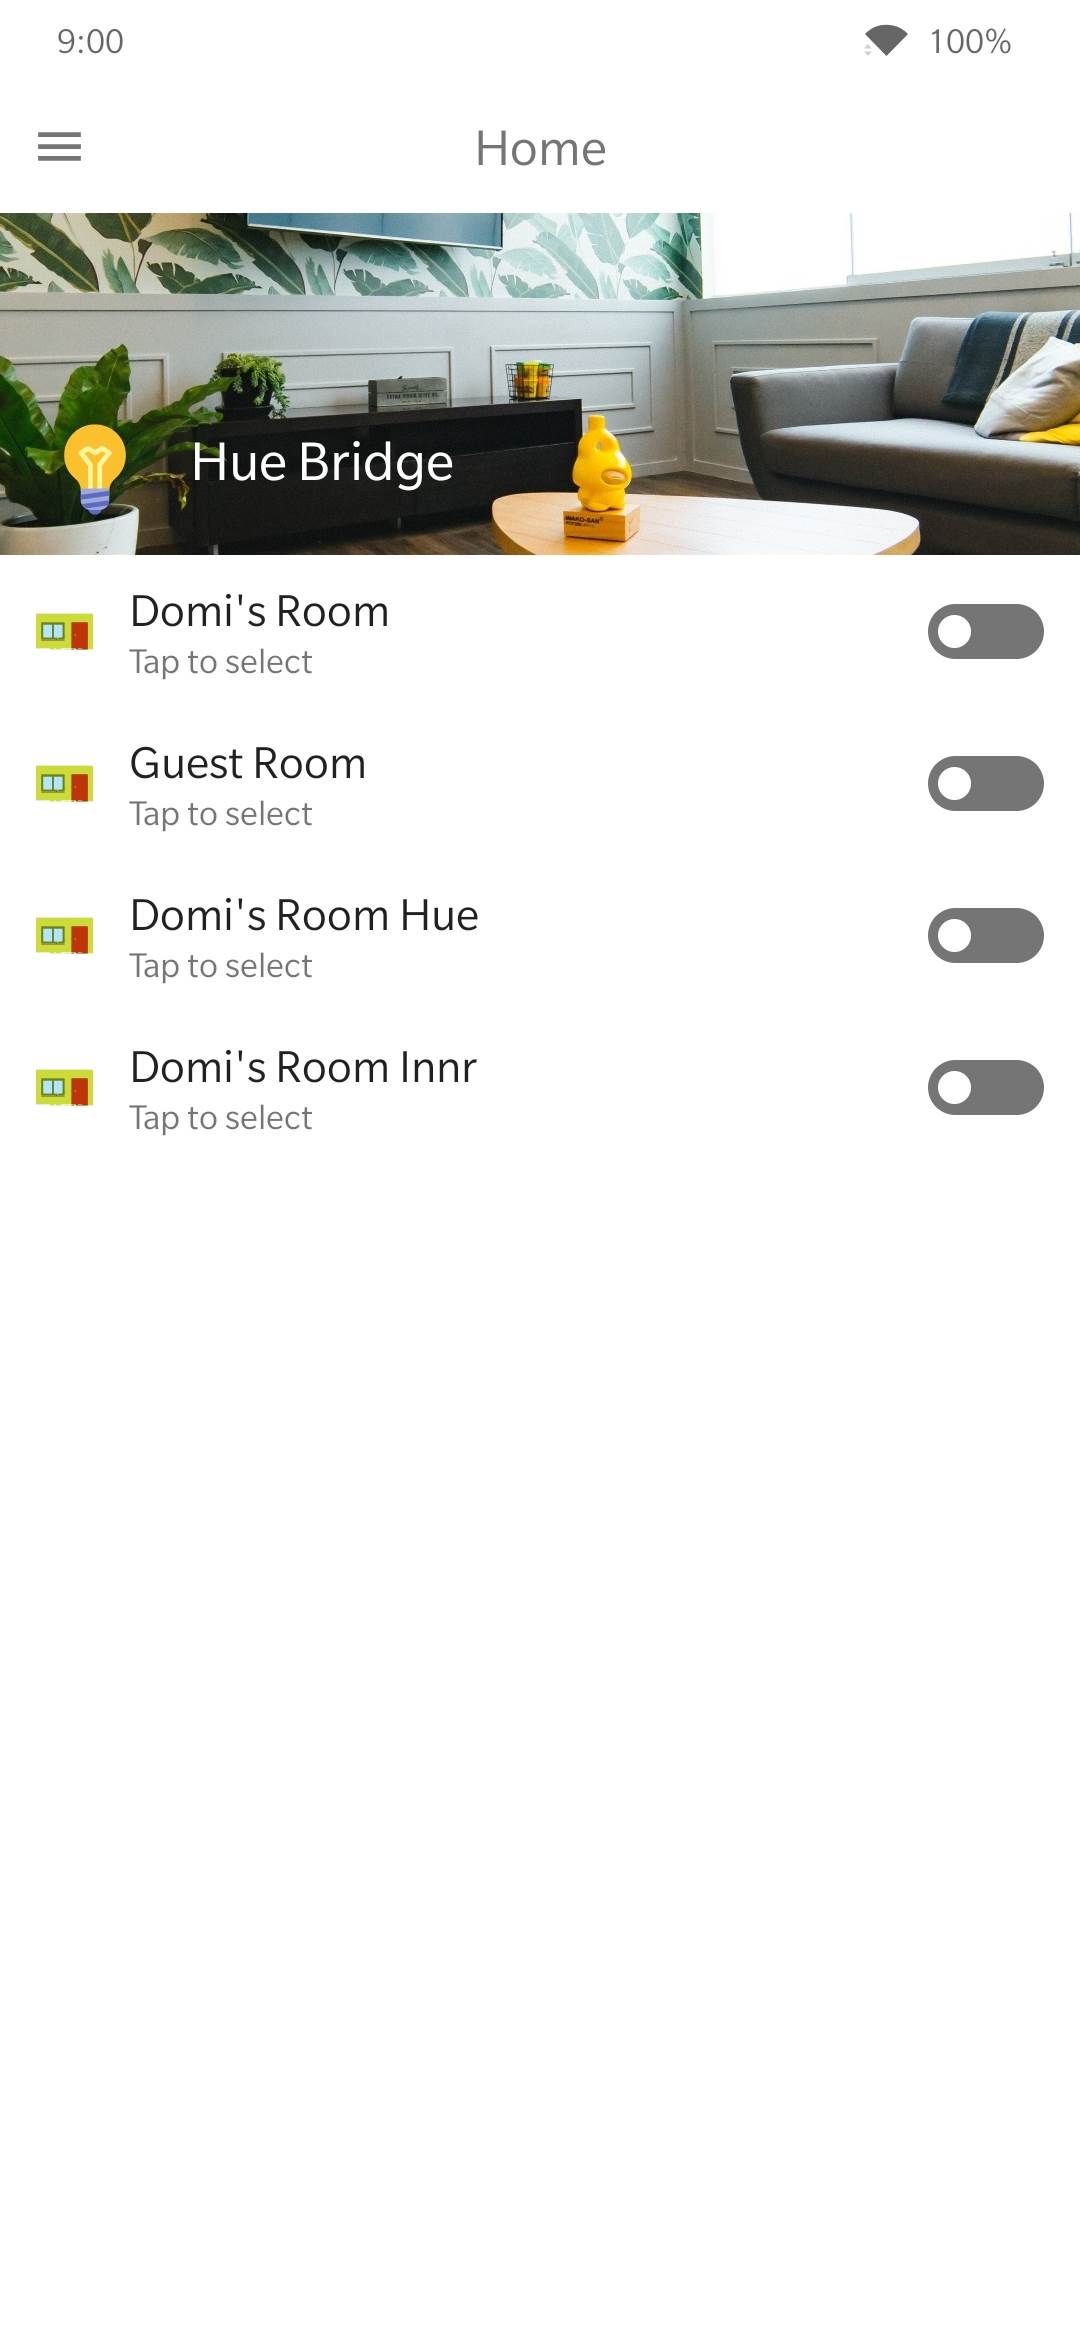 9:00
100%
Home
Hue Bridge
Domi's Room
Tap to select
Guest Room
Tap to select
Domi's Room Hue
Tap to select
Domi's Room Innr
Tap to select